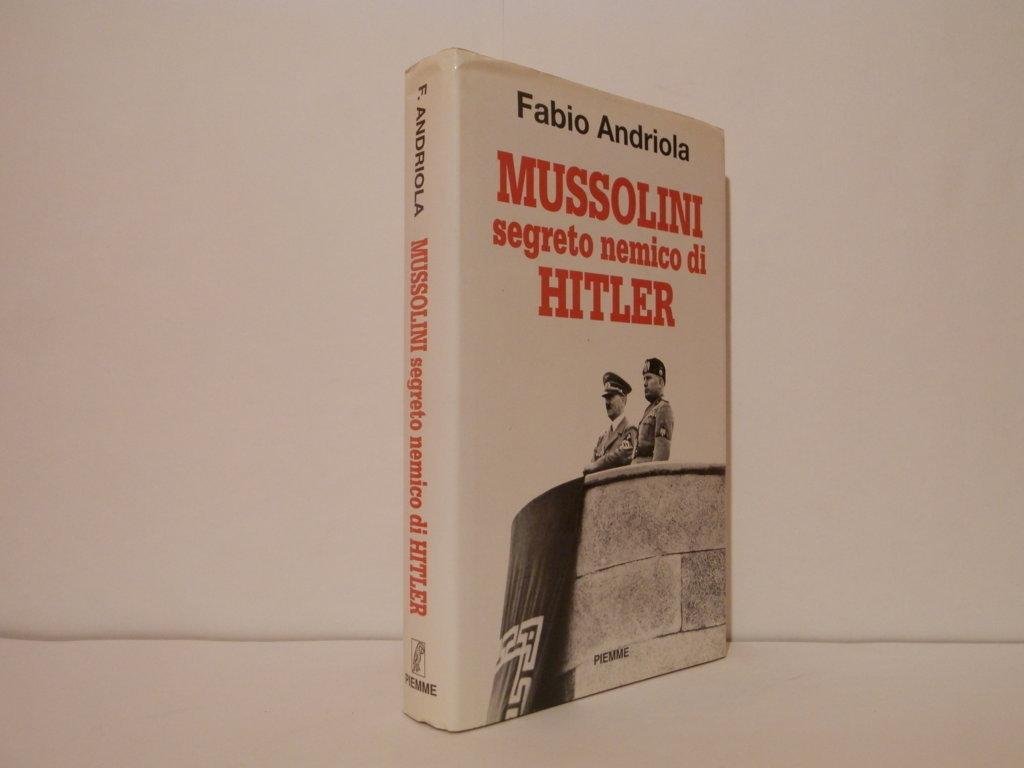 F. ANDRIOLA MUSSOLINI segreto nemico di HITLER
PIEMME
Fabio Andriola
MUSSOLINI
segreto nemico di
HITLER
PIEMME